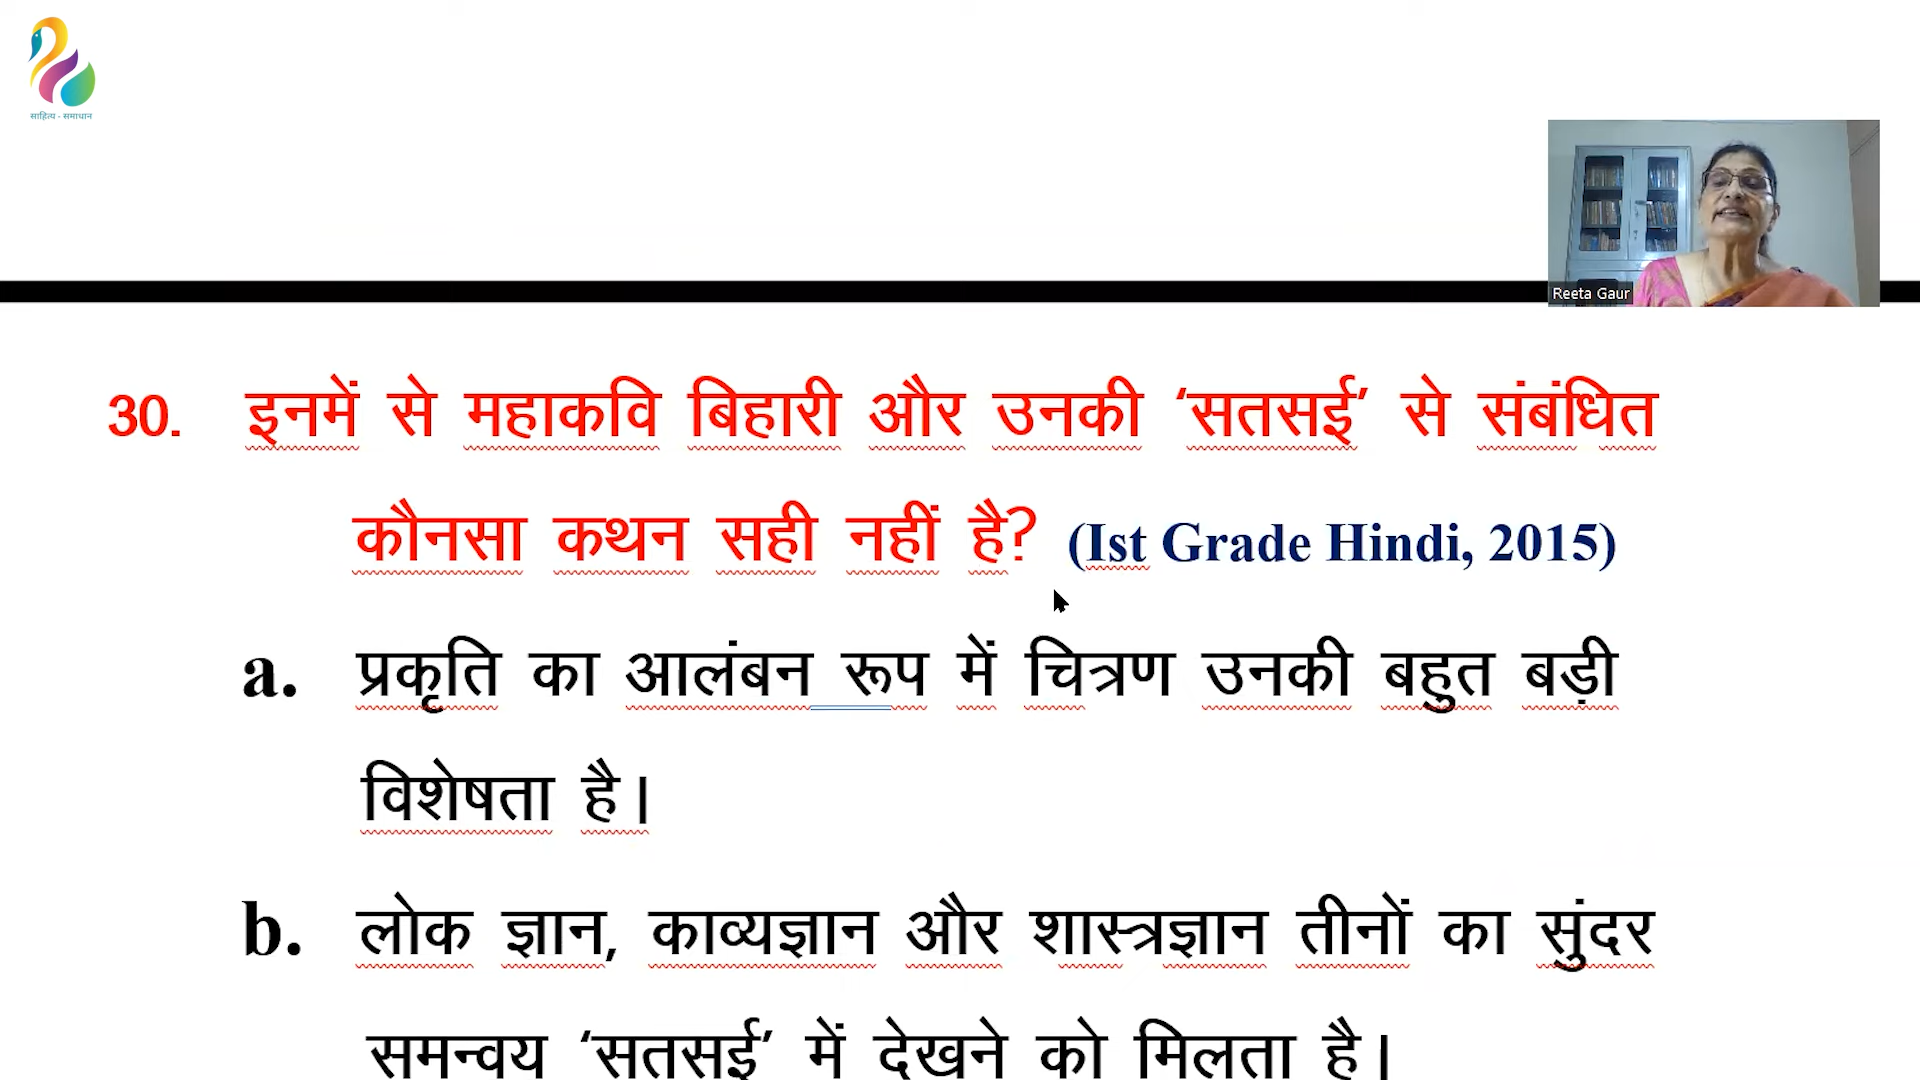 साहित्य - समाधान
Reeta Gaur
30. इनमें से महाकवि बिहारी और उनकी ‘सतसई’ से संबंधित
कौनसा कथन सही नहीं है? (Ist Grade Hindi, 2015)
a. प्रकृति का आलंबन रूप में चित्रण उनकी बहुत बड़ी
विशेषता है।
b. लोक ज्ञान, काव्यज्ञान और शास्त्रज्ञान तीनों का सुंदर
समन्वय ‘सतसई’ में देखने को मिलता है।